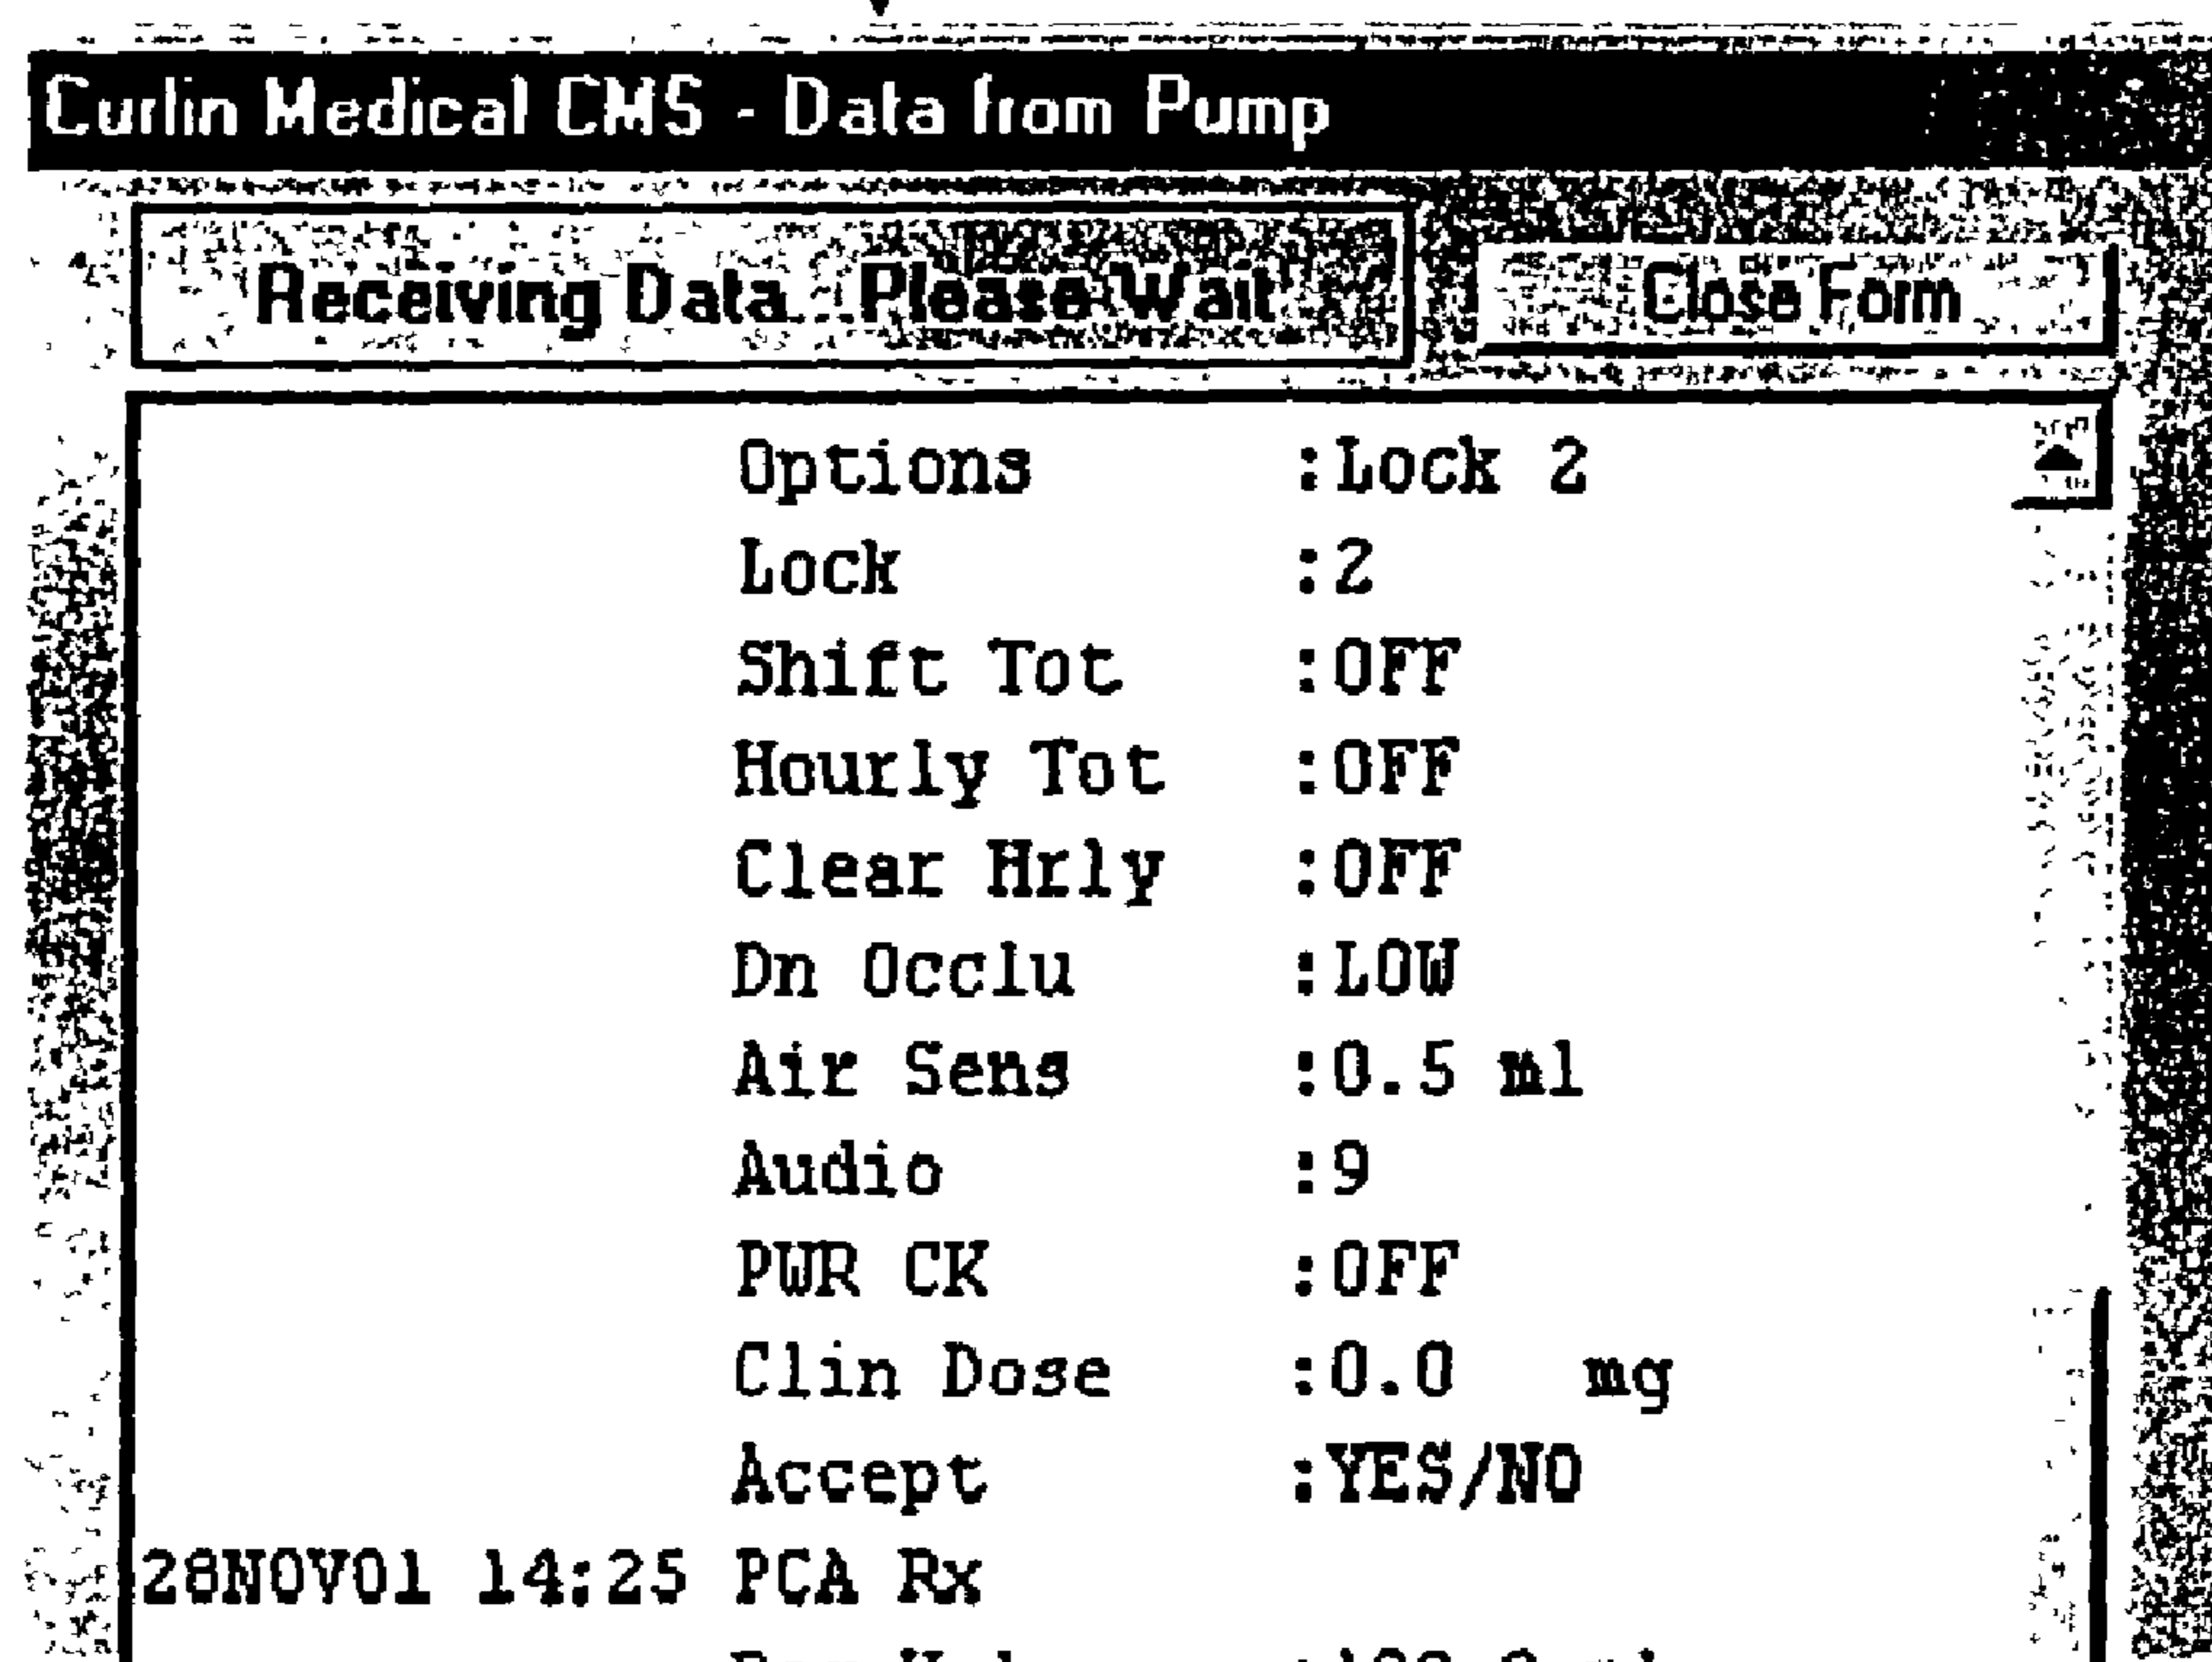 Curlin Medical CMS - Data from Pump
Receiving Data... Please Wait
Close Form
Options :Lock 2
Lock :2
Shift Tot :OFF
Hourly Tot :OFF
Clear Hrly :OFF
Dn Occlu :LOW
Air Sens :0.5 ml
Audio :9
PWR CK :OFF
Clin Dose :0.0 mg
Accept :YES/NO
28NOV01 14:25 PCA Rx